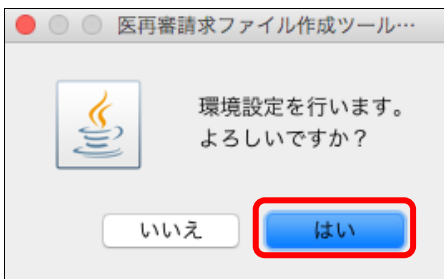 医再審請求ファイル作成ツール…
環境設定を行います。
よろしいですか？
いいえ
はい